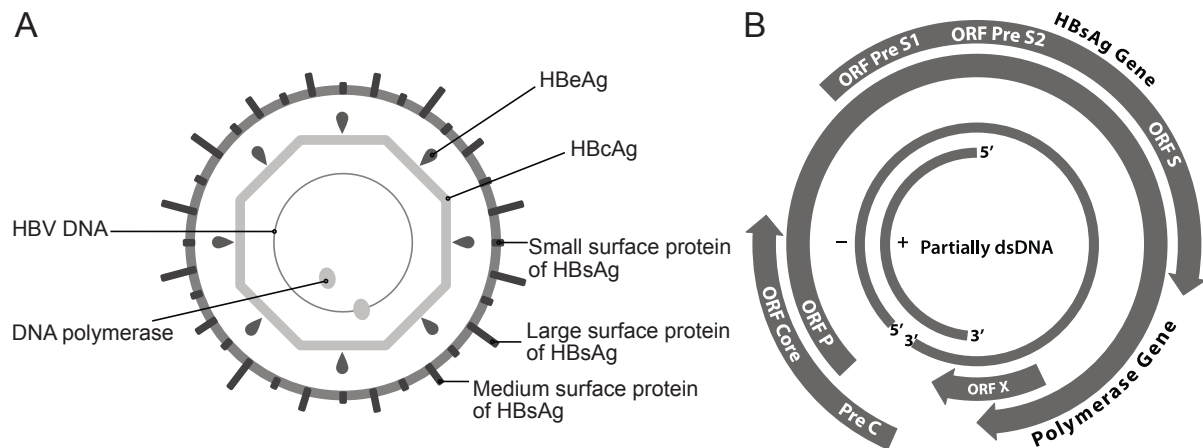 A
HBeAg
HBcAg
HBV DNA
Small surface protein
of HBsAg
DNA polymerase
Large surface protein
of HBsAg
Medium surface protein
of HBsAg
B
ORF Pre S1
ORF Pre S2
HBsAg Gene
ORF S
5′
−
+
Partially dsDNA
5′
3′
3′
ORF P
ORF Core
Pre C
ORF X
Polymerase Gene